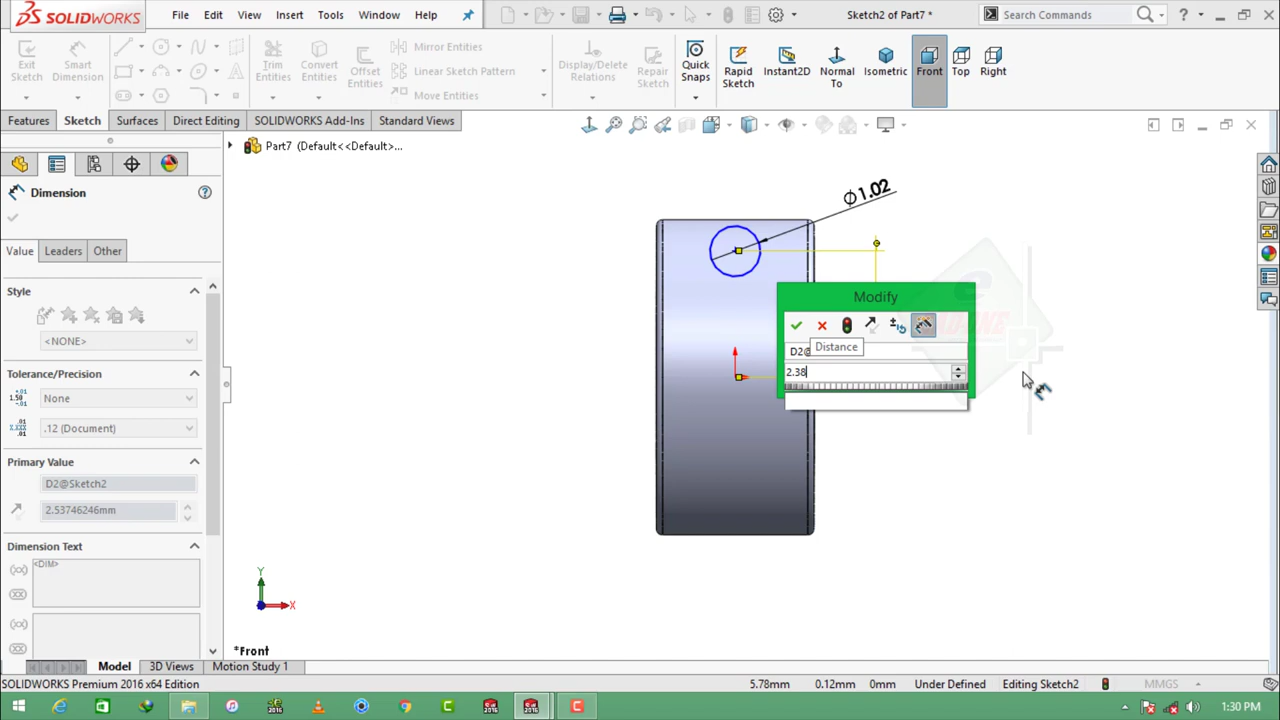 SOLIDWORKS
File Edit View Insert Tools Window Help
Sketch2 of Part7 *
Search Commands
Exit Sketch
Smart Dimension
Trim Entities
Convert Entities
Offset Entities
Mirror Entities
Linear Sketch Pattern
Move Entities
Display/Delete Relations
Repair Sketch
Quick Snaps
Rapid Sketch
Instant2D
Normal To
Isometric
Front
Top
Right
Features Sketch Surfaces Direct Editing SOLIDWORKS Add-Ins Standard Views
Part7 (Default<<Default>...
Dimension
Value Leaders Other
Style
<NONE>
Tolerance/Precision
None
.12 (Document)
Primary Value
D2@Sketch2
2.53746246mm
Dimension Text
<DIM>
∅1.02
Modify
D2@
Distance
2.38
Y
X
*Front
Model 3D Views Motion Study 1
SOLIDWORKS Premium 2016 x64 Edition
5.78mm 0.12mm 0mm Under Defined Editing Sketch2 MMGS
1:30 PM